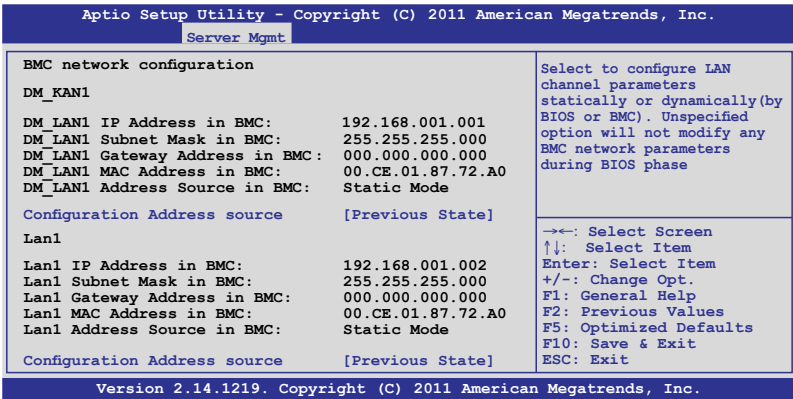 Aptio Setup Utility - Copyright (C) 2011 American Megatrends, Inc.
Server Mgmt
BMC network configuration
DM_KAN1
DM_LAN1 IP Address in BMC: 192.168.001.001
DM_LAN1 Subnet Mask in BMC: 255.255.255.000
DM_LAN1 Gateway Address in BMC: 000.000.000.000
DM_LAN1 MAC Address in BMC: 00.CE.01.87.72.A0
DM_LAN1 Address Source in BMC: Static Mode
Configuration Address source [Previous State]
Lan1
Lan1 IP Address in BMC: 192.168.001.002
Lan1 Subnet Mask in BMC: 255.255.255.000
Lan1 Gateway Address in BMC: 000.000.000.000
Lan1 MAC Address in BMC: 00.CE.01.87.72.A0
Lan1 Address Source in BMC: Static Mode
Configuration Address source [Previous State]
Select to configure LAN
channel parameters
statically or dynamically(by
BIOS or BMC). Unspecified
option will not modify any
BMC network parameters
during BIOS phase
→←: Select Screen
↑↓: Select Item
Enter: Select Item
+/-: Change Opt.
F1: General Help
F2: Previous Values
F5: Optimized Defaults
F10: Save & Exit
ESC: Exit
Version 2.14.1219. Copyright (C) 2011 American Megatrends, Inc.